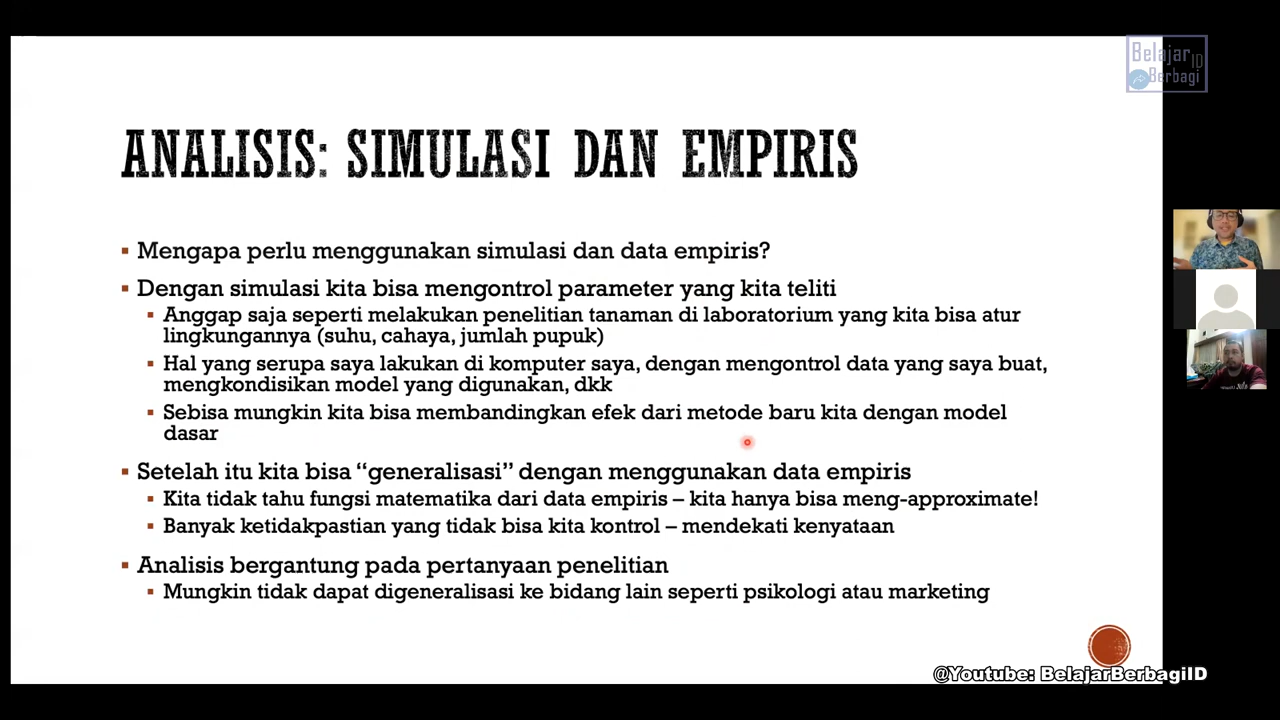 Belajar ID
Berbagi
ANALISIS: SIMULASI DAN EMPIRIS
Mengapa perlu menggunakan simulasi dan data empiris?
Dengan simulasi kita bisa mengontrol parameter yang kita teliti
Anggap saja seperti melakukan penelitian tanaman di laboratorium yang kita bisa atur
lingkungannya (suhu, cahaya, jumlah pupuk)
Hal yang serupa saya lakukan di komputer saya, dengan mengontrol data yang saya buat,
mengkondisikan model yang digunakan, dkk
Sebisa mungkin kita bisa membandingkan efek dari metode baru kita dengan model
dasar
Setelah itu kita bisa “generalisasi” dengan menggunakan data empiris
Kita tidak tahu fungsi matematika dari data empiris – kita hanya bisa meng-approximate!
Banyak ketidakpastian yang tidak bisa kita kontrol – mendekati kenyataan
Analisis bergantung pada pertanyaan penelitian
Mungkin tidak dapat digeneralisasi ke bidang lain seperti psikologi atau marketing
@Youtube: BelajarBerbagiID